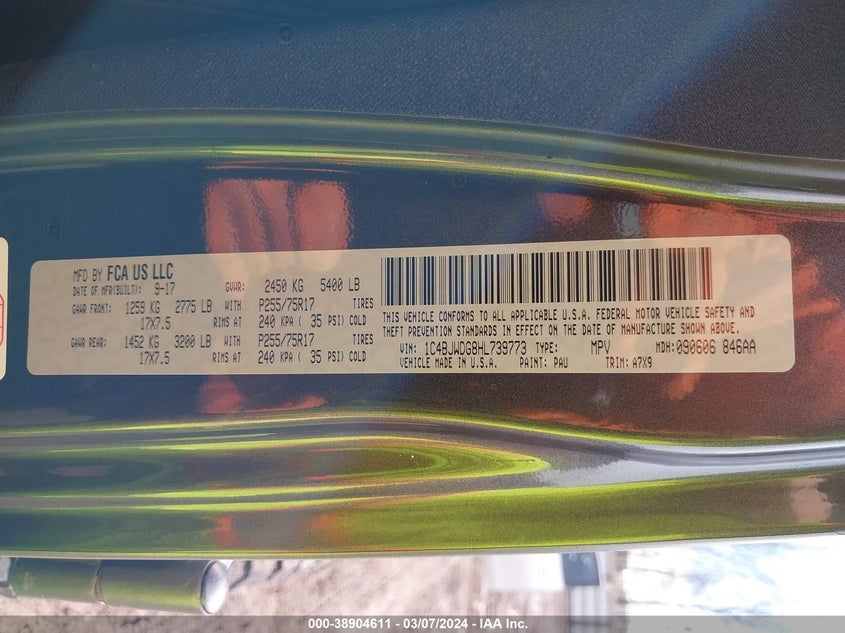 MFD BY FCA US LLC
DATE OF MFR(BUILT): 9-17 GVWR: 2450 KG 5400 LB
GAWR FRONT: 1259 KG 2775 LB WITH P255/75R17 TIRES
17X7.5 RIMS AT 240 KPA ( 35 PSI) COLD
GAWR REAR: 1452 KG 3200 LB WITH P255/75R17 TIRES
17X7.5 RIMS AT 240 KPA ( 35 PSI) COLD
THIS VEHICLE CONFORMS TO ALL APPLICABLE U.S.A. FEDERAL MOTOR VEHICLE SAFETY AND
THEFT PREVENTION STANDARDS IN EFFECT ON THE DATE OF MANUFACTURE SHOWN ABOVE.
VIN: 1C4BJWDG8HL739773 TYPE: MPV MDH: 090606 846AA
VEHICLE MADE IN U.S.A. PAINT: PAU TRIM: A7X9
000-38904611 - 03/07/2024 - IAA Inc.